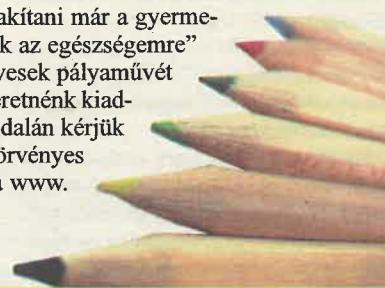 akítani már a gyerme-
k az egészségemre”
vesek pályaművét
eretnénk kiad-
dalán kérjük
örvényes
a www.